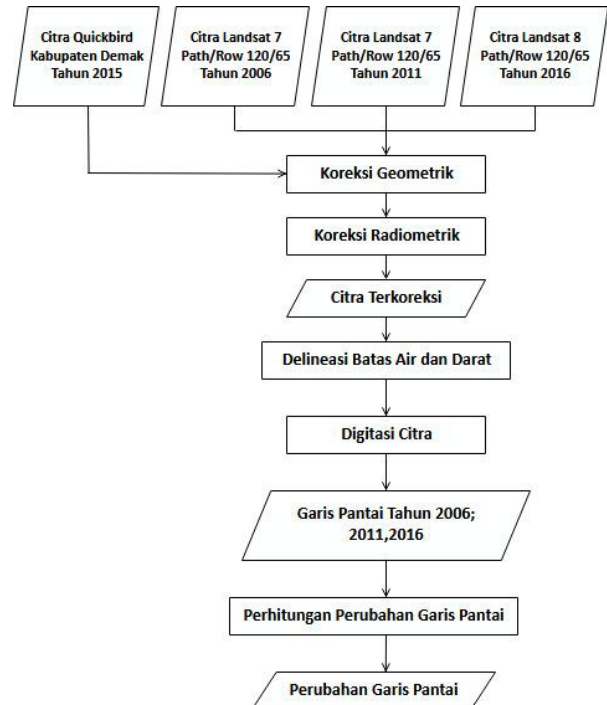 Citra Quickbird
Kabupaten Demak
Tahun 2015
Citra Landsat 7
Path/Row 120/65
Tahun 2006
Citra Landsat 7
Path/Row 120/65
Tahun 2011
Citra Landsat 8
Path/Row 120/65
Tahun 2016
Koreksi Geometrik
Koreksi Radiometrik
Citra Terkoreksi
Delineasi Batas Air dan Darat
Digitasi Citra
Garis Pantai Tahun 2006;
2011,2016
Perhitungan Perubahan Garis Pantai
Perubahan Garis Pantai